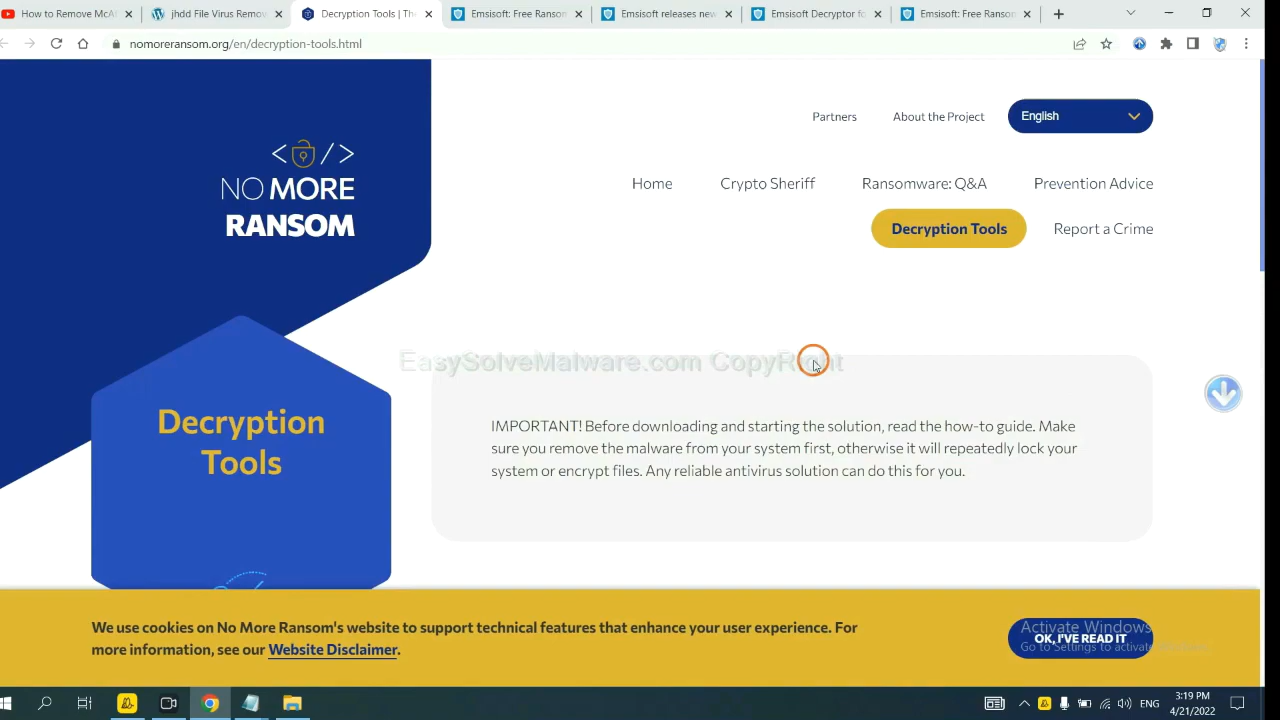 How to Remove McAf
jhdd File Virus Remov
Decryption Tools | The
Emsisoft: Free Ransom
Emsisoft releases new
Emsisoft Decryptor fo
Emsisoft: Free Ransom
nomoreransom.org/en/decryption-tools.html
Partners
About the Project
English
NO MORE
RANSOM
Home
Crypto Sheriff
Ransomware: Q&A
Prevention Advice
Decryption Tools
Report a Crime
EasySolveMalware.com CopyRight
Decryption
Tools
IMPORTANT! Before downloading and starting the solution, read the how-to guide. Make
sure you remove the malware from your system first, otherwise it will repeatedly lock your
system or encrypt files. Any reliable antivirus solution can do this for you.
We use cookies on No More Ransom's website to support technical features that enhance your user experience. For
more information, see our Website Disclaimer.
OK, I'VE READ IT
Activate Windows
Go to Settings to activate Windows.
ENG
3:19 PM
4/21/2022